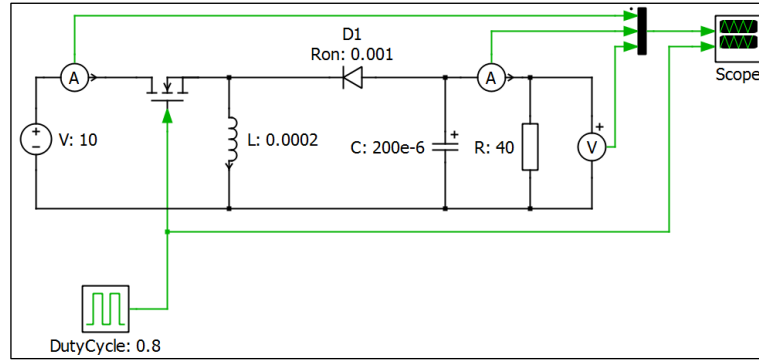 D1
Ron: 0.001
A
A
Scope
V: 10
L: 0.0002
C: 200e-6
R: 40
V
DutyCycle: 0.8